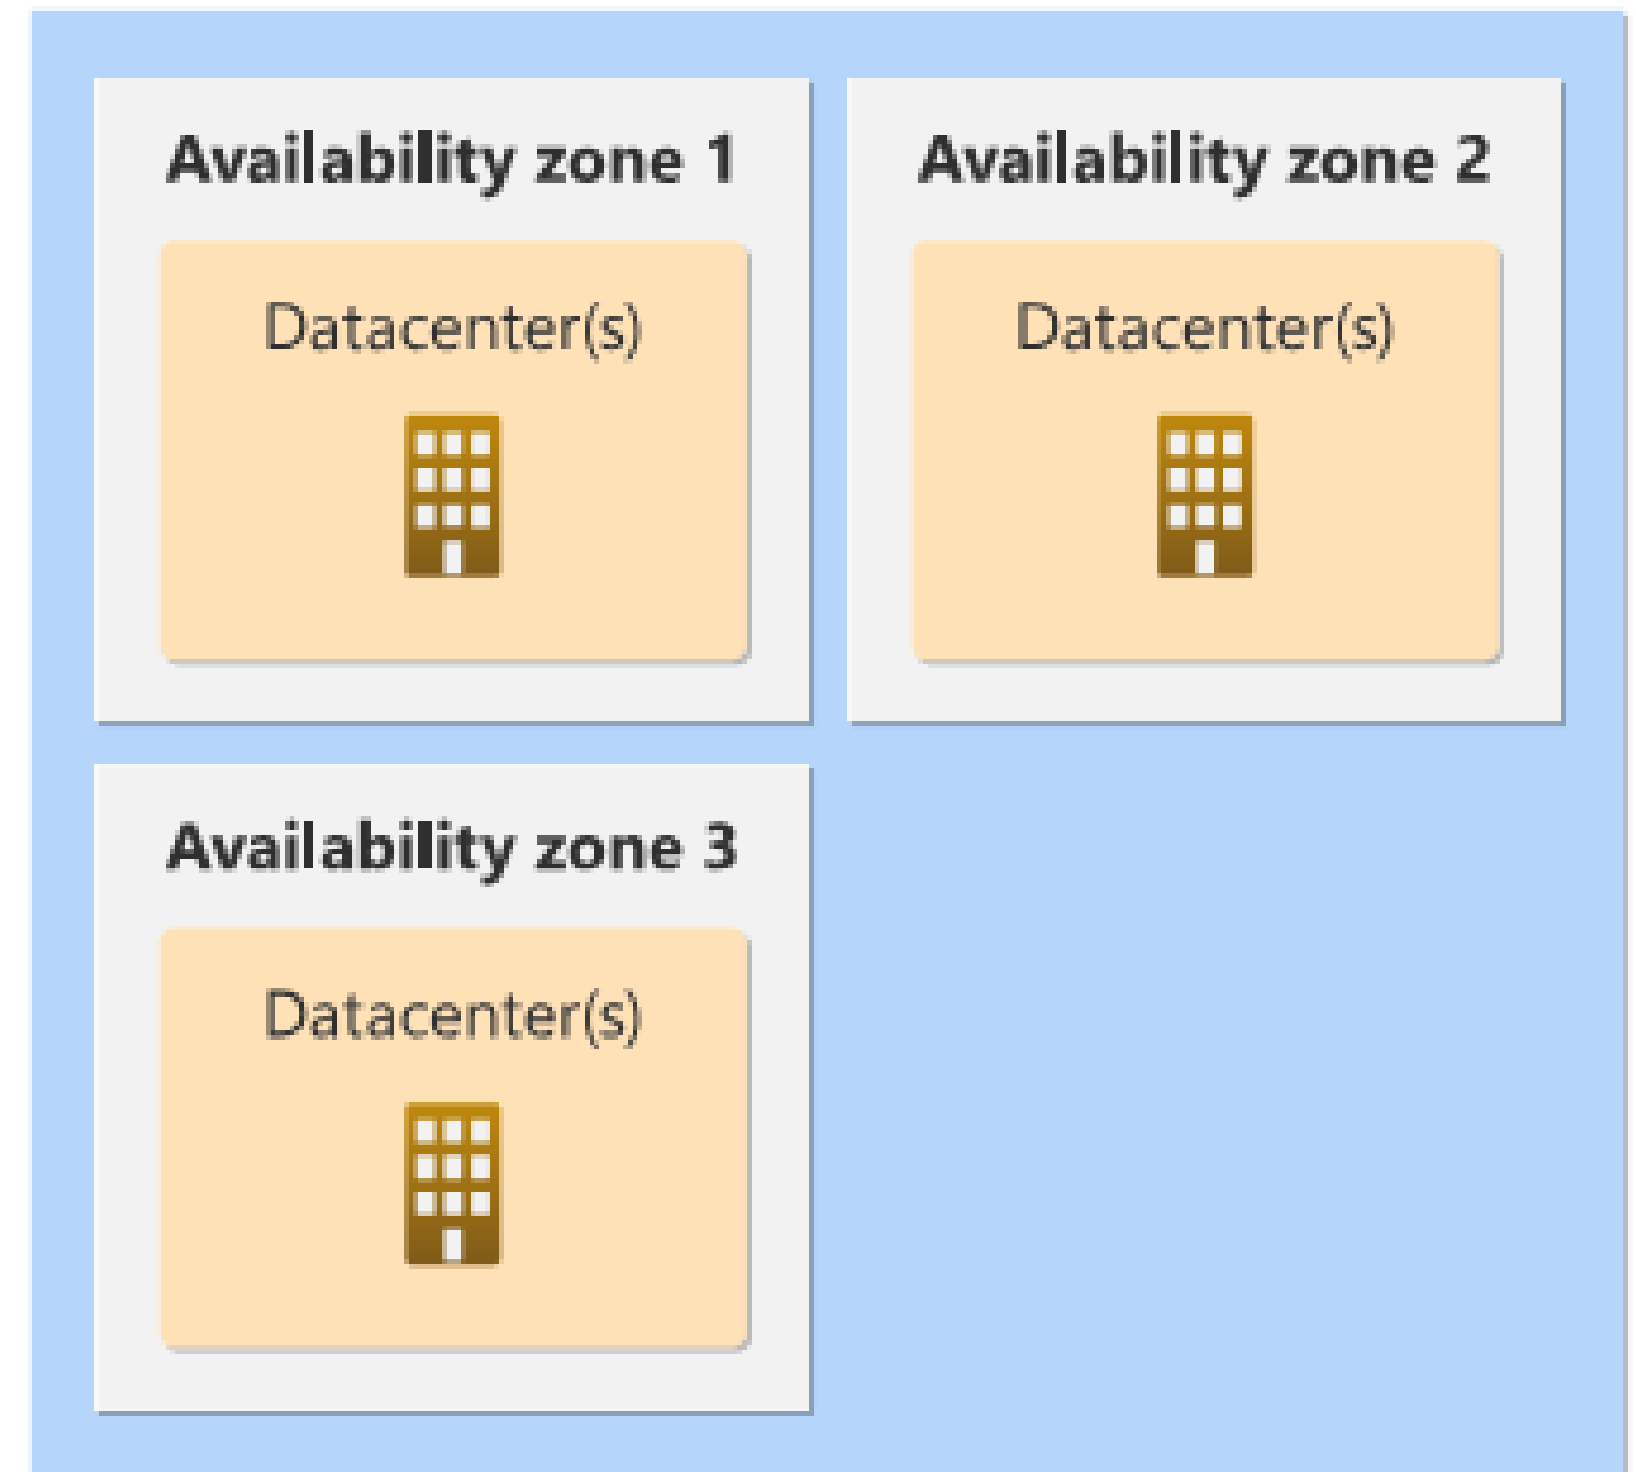 Availability zone 1
Datacenter(s)
Availability zone 2
Datacenter(s)
Availability zone 3
Datacenter(s)